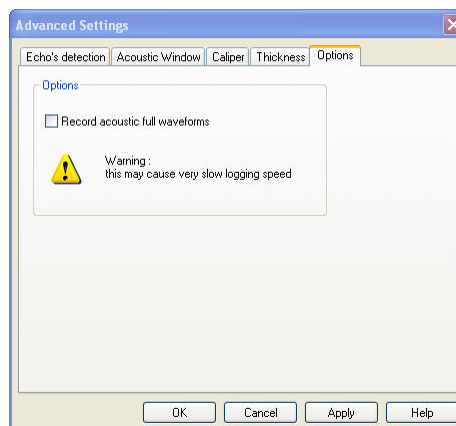 Advanced Settings
Echo's detection Acoustic Window Caliper Thickness Options
Options
Record acoustic full waveforms
Warning :
this may cause very slow logging speed
OK Cancel Apply Help